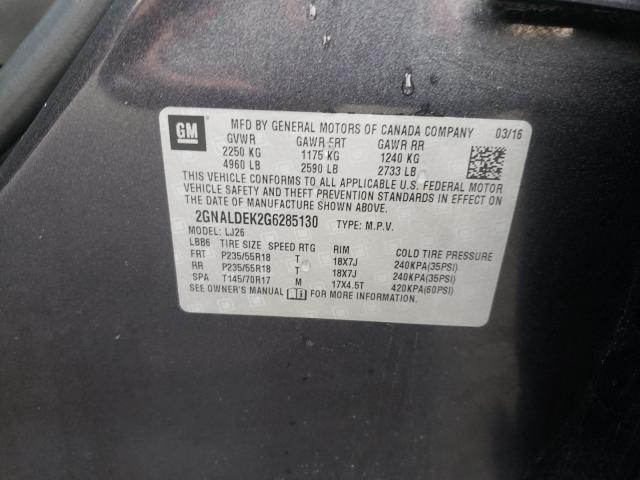 GM
MFD BY GENERAL MOTORS OF CANADA COMPANY 03/16
GVWR GAWR FRT GAWR RR
2250 KG 1175 KG 1240 KG
4960 LB 2590 LB 2733 LB
THIS VEHICLE CONFORMS TO ALL APPLICABLE U.S. FEDERAL MOTOR
VEHICLE SAFETY AND THEFT PREVENTION STANDARDS IN EFFECT ON
THE DATE OF MANUFACTURE SHOWN ABOVE.
2GNALDEK2G6285130 TYPE: M.P.V.
MODEL: LJ26
LBB6 TIRE SIZE SPEED RTG RIM COLD TIRE PRESSURE
FRT P235/55R18 T 18X7J 240KPA(35PSI)
RR P235/55R18 T 18X7J 240KPA(35PSI)
SPA T145/70R17 M 17X4.5T 420KPA(60PSI)
SEE OWNER'S MANUAL FOR MORE INFORMATION.